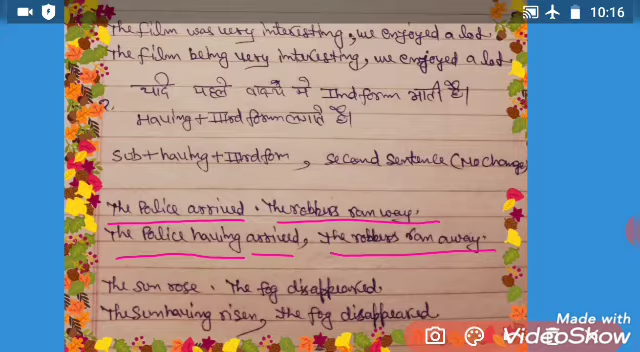 10:16
The film was very interesting, we enjoyed a lot.
The film being very interesting, we enjoyed a lot.
यदि पहले वाक्य में IInd form आती है।
2.
Having + IIIrd form लगाते है।
Sub + having + IIIrd form, second sentence (No change)
The Police arrived. The robbers ran way.
The Police having arrived, The robbers ran away.
The sun rose. The fog disappeared
The Sun having risen, the fog disappeared
Made with
VideoShow